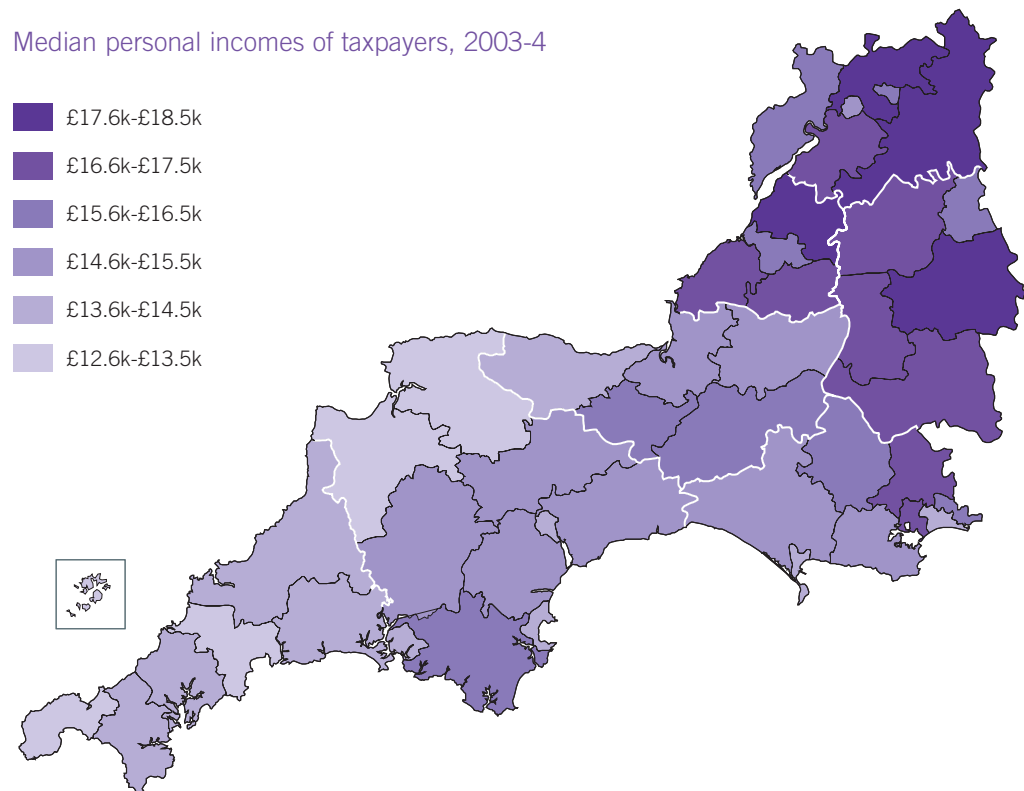 Median personal incomes of taxpayers, 2003-4
£17.6k-£18.5k
£16.6k-£17.5k
£15.6k-£16.5k
£14.6k-£15.5k
£13.6k-£14.5k
£12.6k-£13.5k